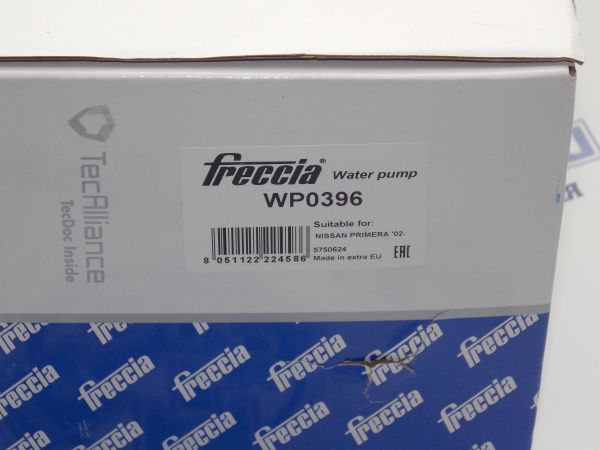 TecAlliance
TecDoc Inside
freccia® Water pump
WP0396
Suitable for:
NISSAN PRIMERA '02-
5750624
Made in extra EU
EAC
8 051122 224586
freccia
freccia
freccia
freccia
freccia
freccia
freccia
freccia
freccia
freccia